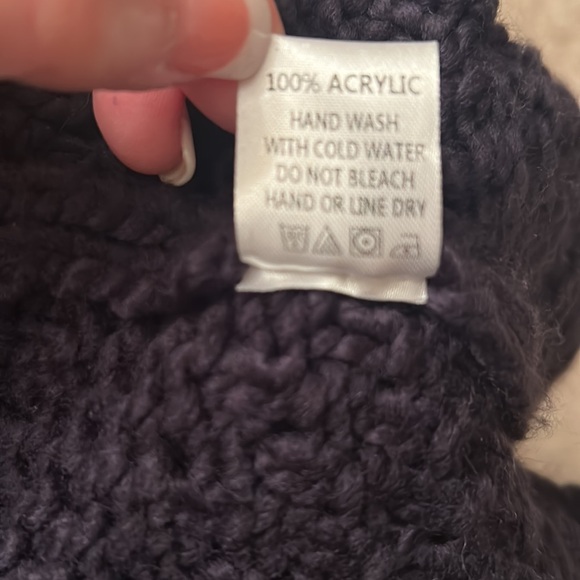 100% ACRYLIC
HAND WASH
WITH COLD WATER
DO NOT BLEACH
HAND OR LINE DRY